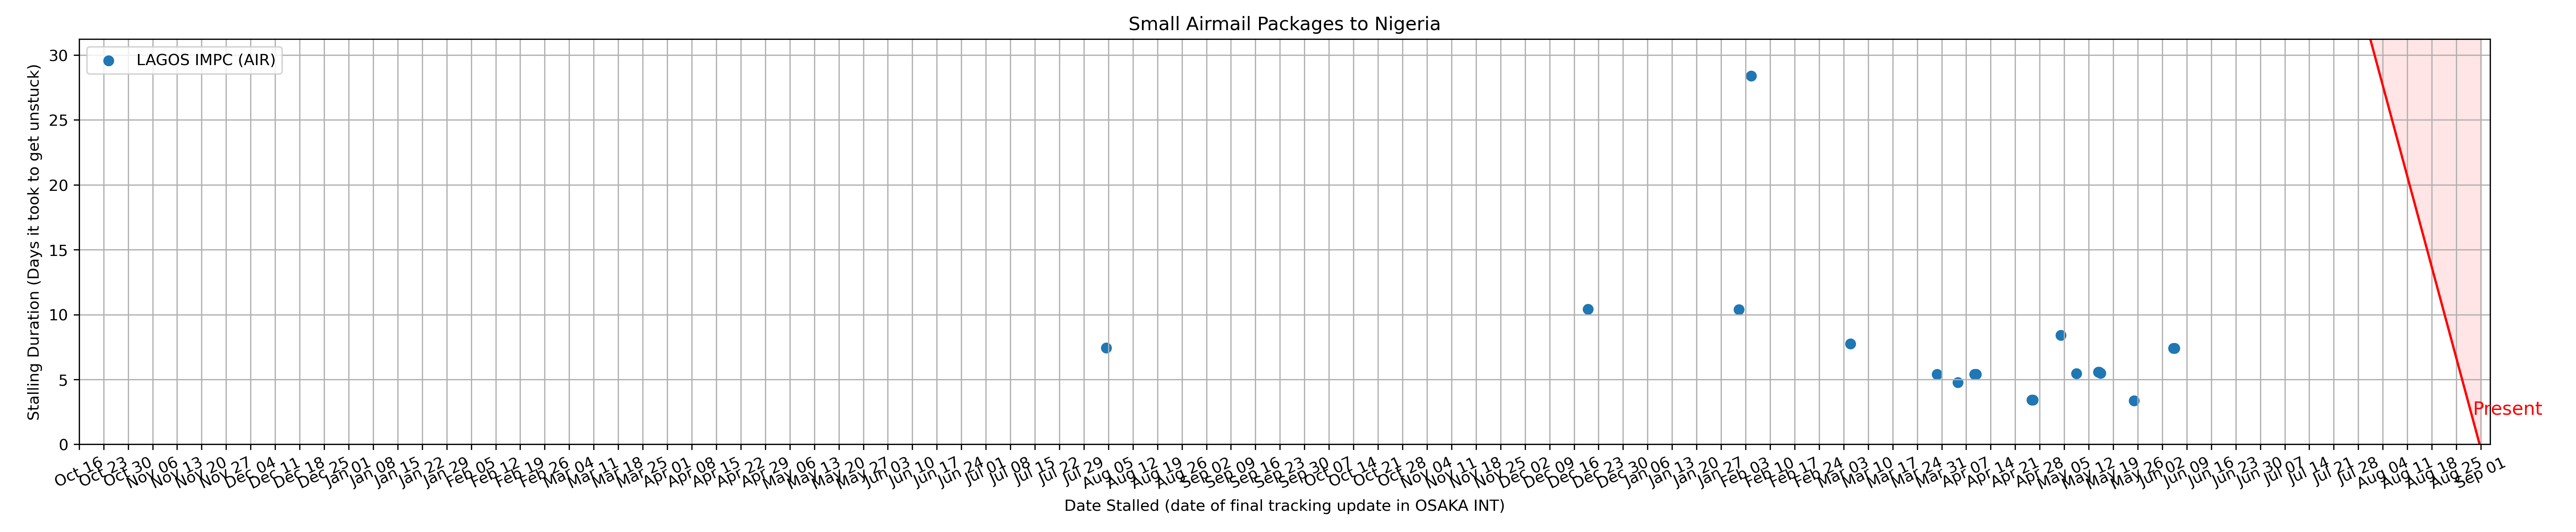 Small Airmail Packages to Nigeria
LAGOS IMPC (AIR)
Stalling Duration (Days it took to get unstuck)
30
25
20
15
10
5
0
Present
Oct 16 Oct 23 Oct 30 Nov 06 Nov 13 Nov 20 Nov 27 Dec 04 Dec 11 Dec 18 Dec 25 Jan 01 Jan 08 Jan 15 Jan 22 Jan 29 Feb 05 Feb 12 Feb 19 Feb 26 Mar 04 Mar 11 Mar 18 Mar 25 Apr 01 Apr 08 Apr 15 Apr 22 Apr 29 May 06 May 13 May 20 May 27 Jun 03 Jun 10 Jun 17 Jun 24 Jul 01 Jul 08 Jul 15 Jul 22 Jul 29 Aug 05 Aug 12 Aug 19 Aug 26 Sep 02 Sep 09 Sep 16 Sep 23 Sep 30 Oct 07 Oct 14 Oct 21 Oct 28 Nov 04 Nov 11 Nov 18 Nov 25 Dec 02 Dec 09 Dec 16 Dec 23 Dec 30 Jan 06 Jan 13 Jan 20 Jan 27 Feb 03 Feb 10 Feb 17 Feb 24 Mar 03 Mar 10 Mar 17 Mar 24 Mar 31 Apr 07 Apr 14 Apr 21 Apr 28 May 05 May 12 May 19 May 26 Jun 02 Jun 09 Jun 16 Jun 23 Jun 30 Jul 07 Jul 14 Jul 21 Jul 28 Aug 04 Aug 11 Aug 18 Aug 25 Sep 01
Date Stalled (date of final tracking update in OSAKA INT)